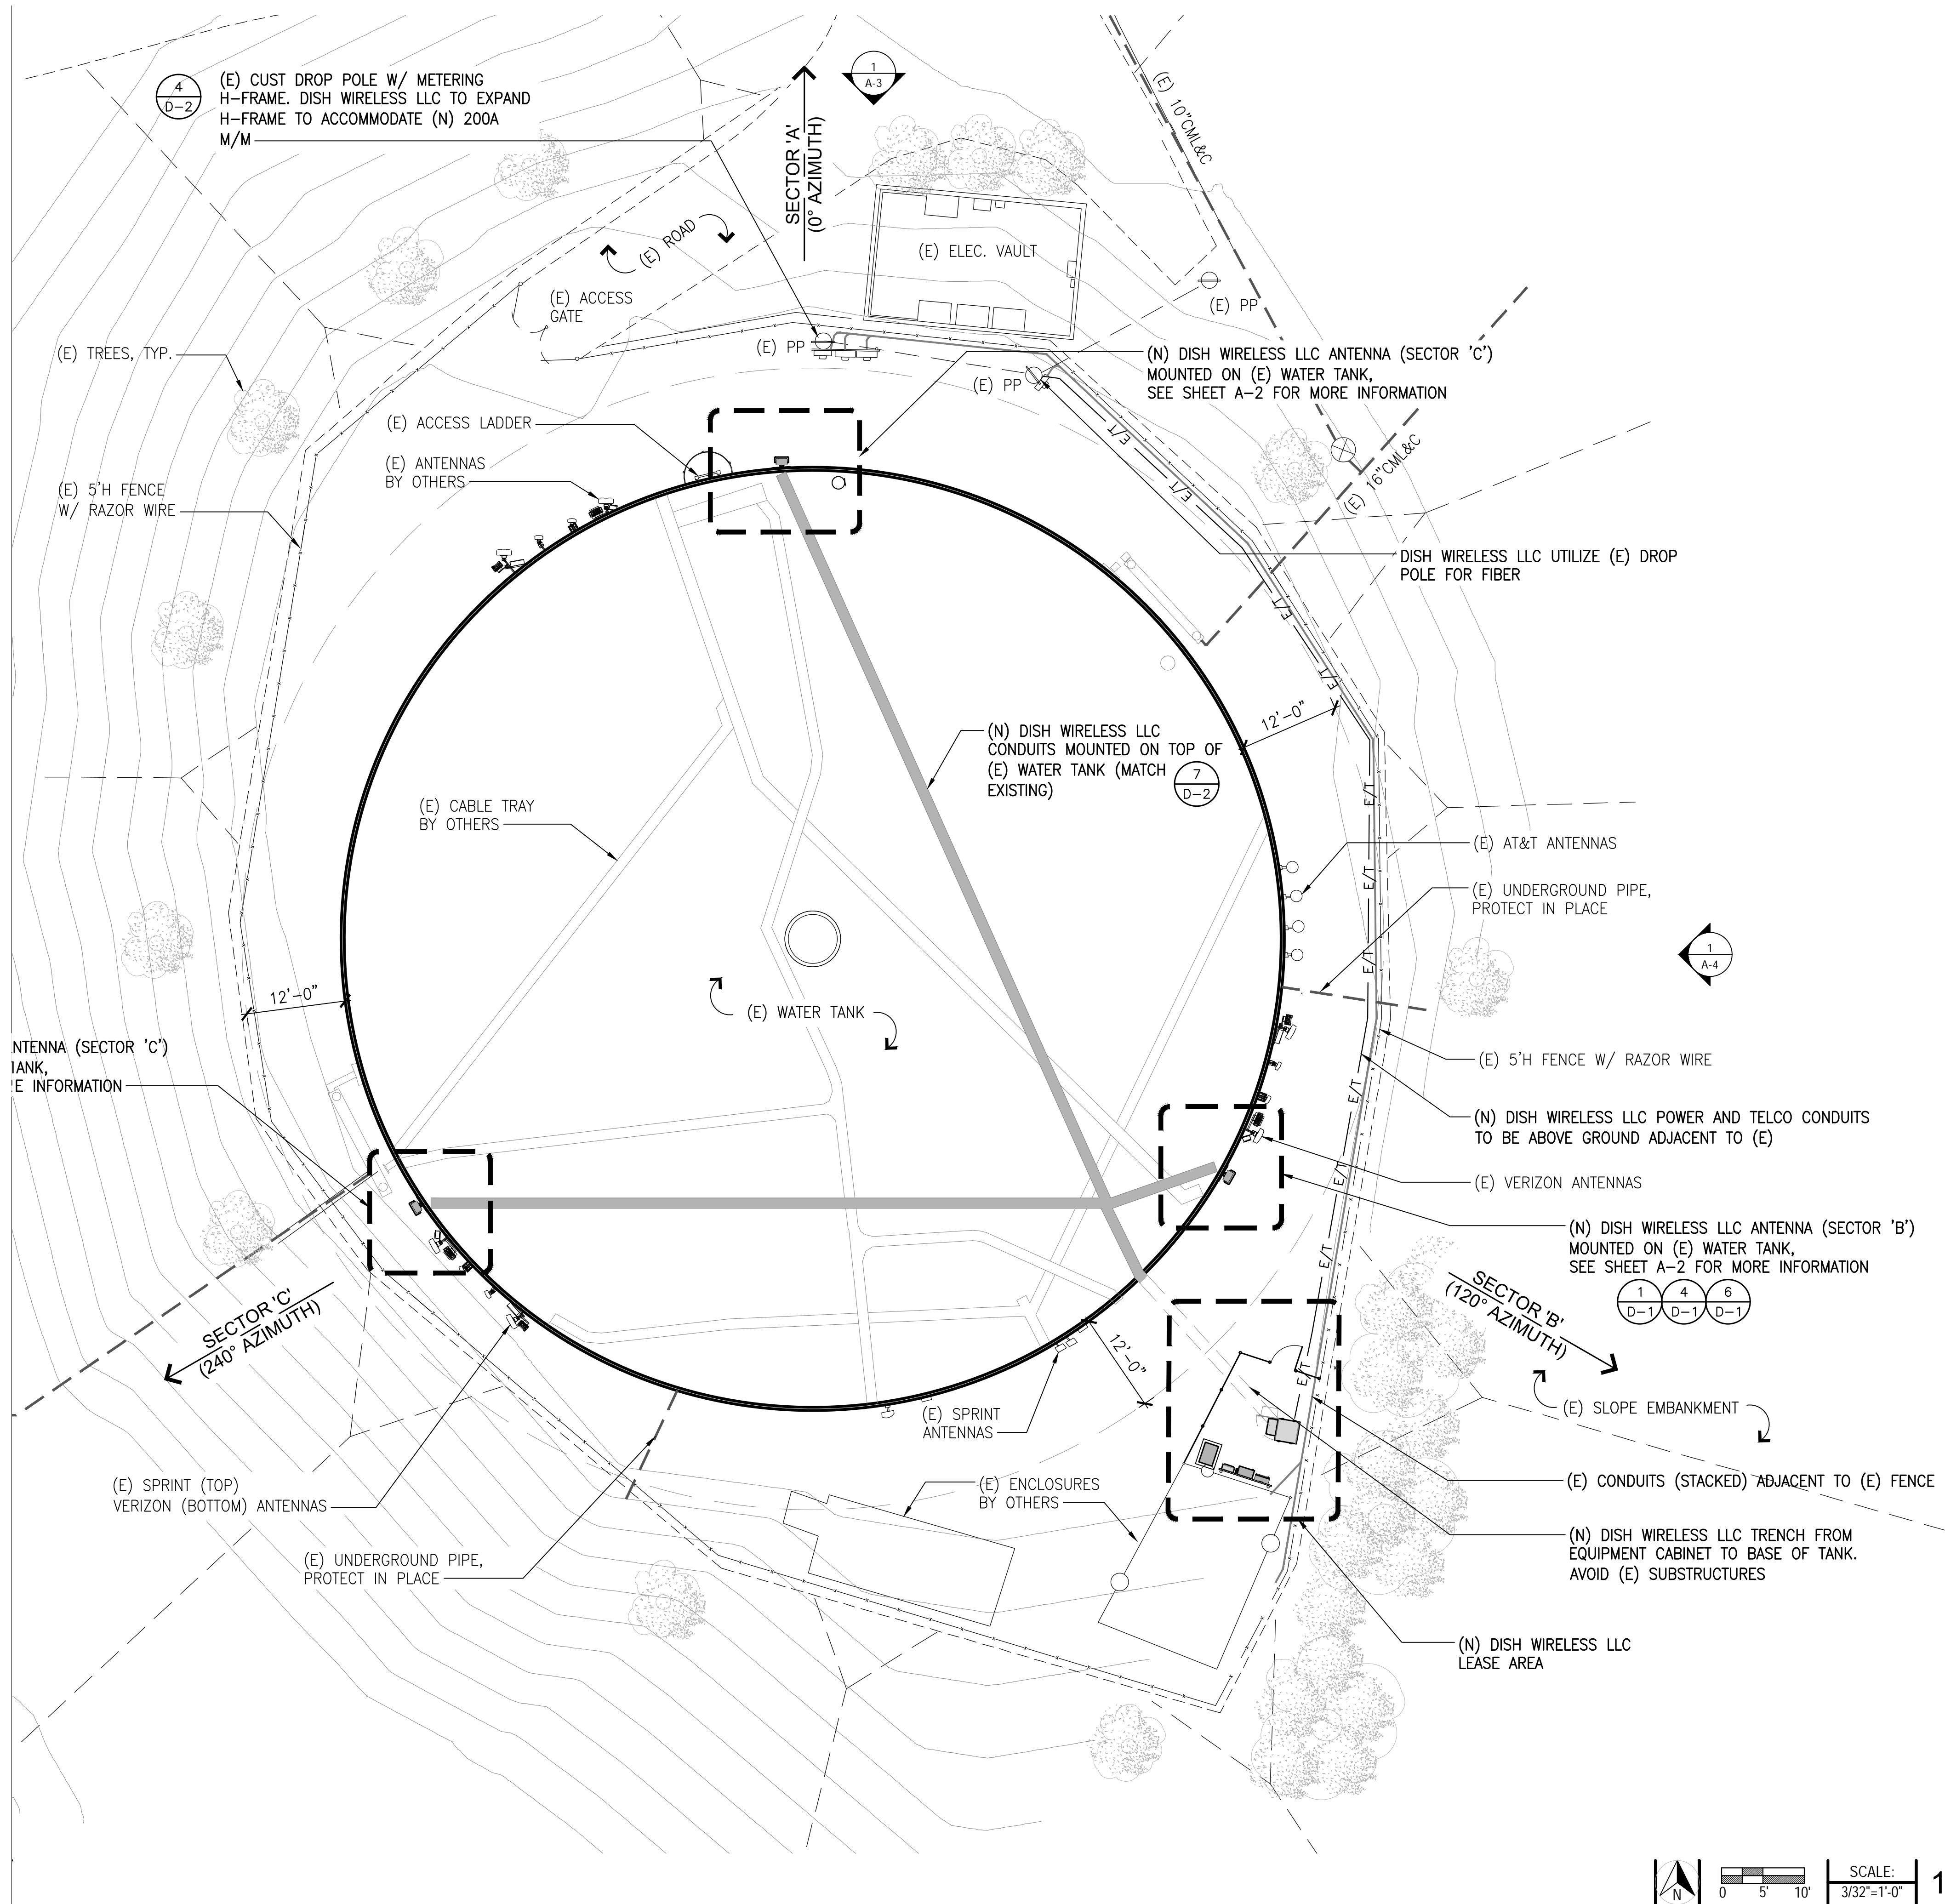 4
D-2
(E) CUST DROP POLE W/ METERING
H-FRAME. DISH WIRELESS LLC TO EXPAND
H-FRAME TO ACCOMMODATE (N) 200A
M/M
SECTOR 'A'
(0° AZIMUTH)
1
A-3
(E) 10"CML&C
(E) ROAD
(E) ELEC. VAULT
(E) ACCESS
GATE
(E) PP
(E) PP
(E) PP
(E) TREES, TYP.
(N) DISH WIRELESS LLC ANTENNA (SECTOR 'C')
MOUNTED ON (E) WATER TANK,
SEE SHEET A-2 FOR MORE INFORMATION
(E) ACCESS LADDER
(E) ANTENNAS
BY OTHERS
(E) 5'H FENCE
W/ RAZOR WIRE
E/T
E/T
E/T
E/T
(E) 16"CML&C
DISH WIRELESS LLC UTILIZE (E) DROP
POLE FOR FIBER
12'-0"
(N) DISH WIRELESS LLC
CONDUITS MOUNTED ON TOP OF
(E) WATER TANK (MATCH
EXISTING)
7
D-2
(E) CABLE TRAY
BY OTHERS
E/T
E/T
E/T
(E) AT&T ANTENNAS
(E) UNDERGROUND PIPE,
PROTECT IN PLACE
1
A-4
12'-0"
(E) WATER TANK
NTENNA (SECTOR 'C')
TANK,
E INFORMATION
(E) 5'H FENCE W/ RAZOR WIRE
E/T
(N) DISH WIRELESS LLC POWER AND TELCO CONDUITS
TO BE ABOVE GROUND ADJACENT TO (E)
E/T
(E) VERIZON ANTENNAS
E/T
(N) DISH WIRELESS LLC ANTENNA (SECTOR 'B')
MOUNTED ON (E) WATER TANK,
SEE SHEET A-2 FOR MORE INFORMATION
1
D-1
4
D-1
6
D-1
SECTOR 'C'
(240° AZIMUTH)
SECTOR 'B'
(120° AZIMUTH)
12'-0"
E/T
(E) SLOPE EMBANKMENT
(E) SPRINT
ANTENNAS
(E) SPRINT (TOP)
VERIZON (BOTTOM) ANTENNAS
(E) ENCLOSURES
BY OTHERS
(E) CONDUITS (STACKED) ADJACENT TO (E) FENCE
(N) DISH WIRELESS LLC TRENCH FROM
EQUIPMENT CABINET TO BASE OF TANK.
AVOID (E) SUBSTRUCTURES
(E) UNDERGROUND PIPE,
PROTECT IN PLACE
(N) DISH WIRELESS LLC
LEASE AREA
N
0 5' 10'
SCALE:
3/32"=1'-0"
1